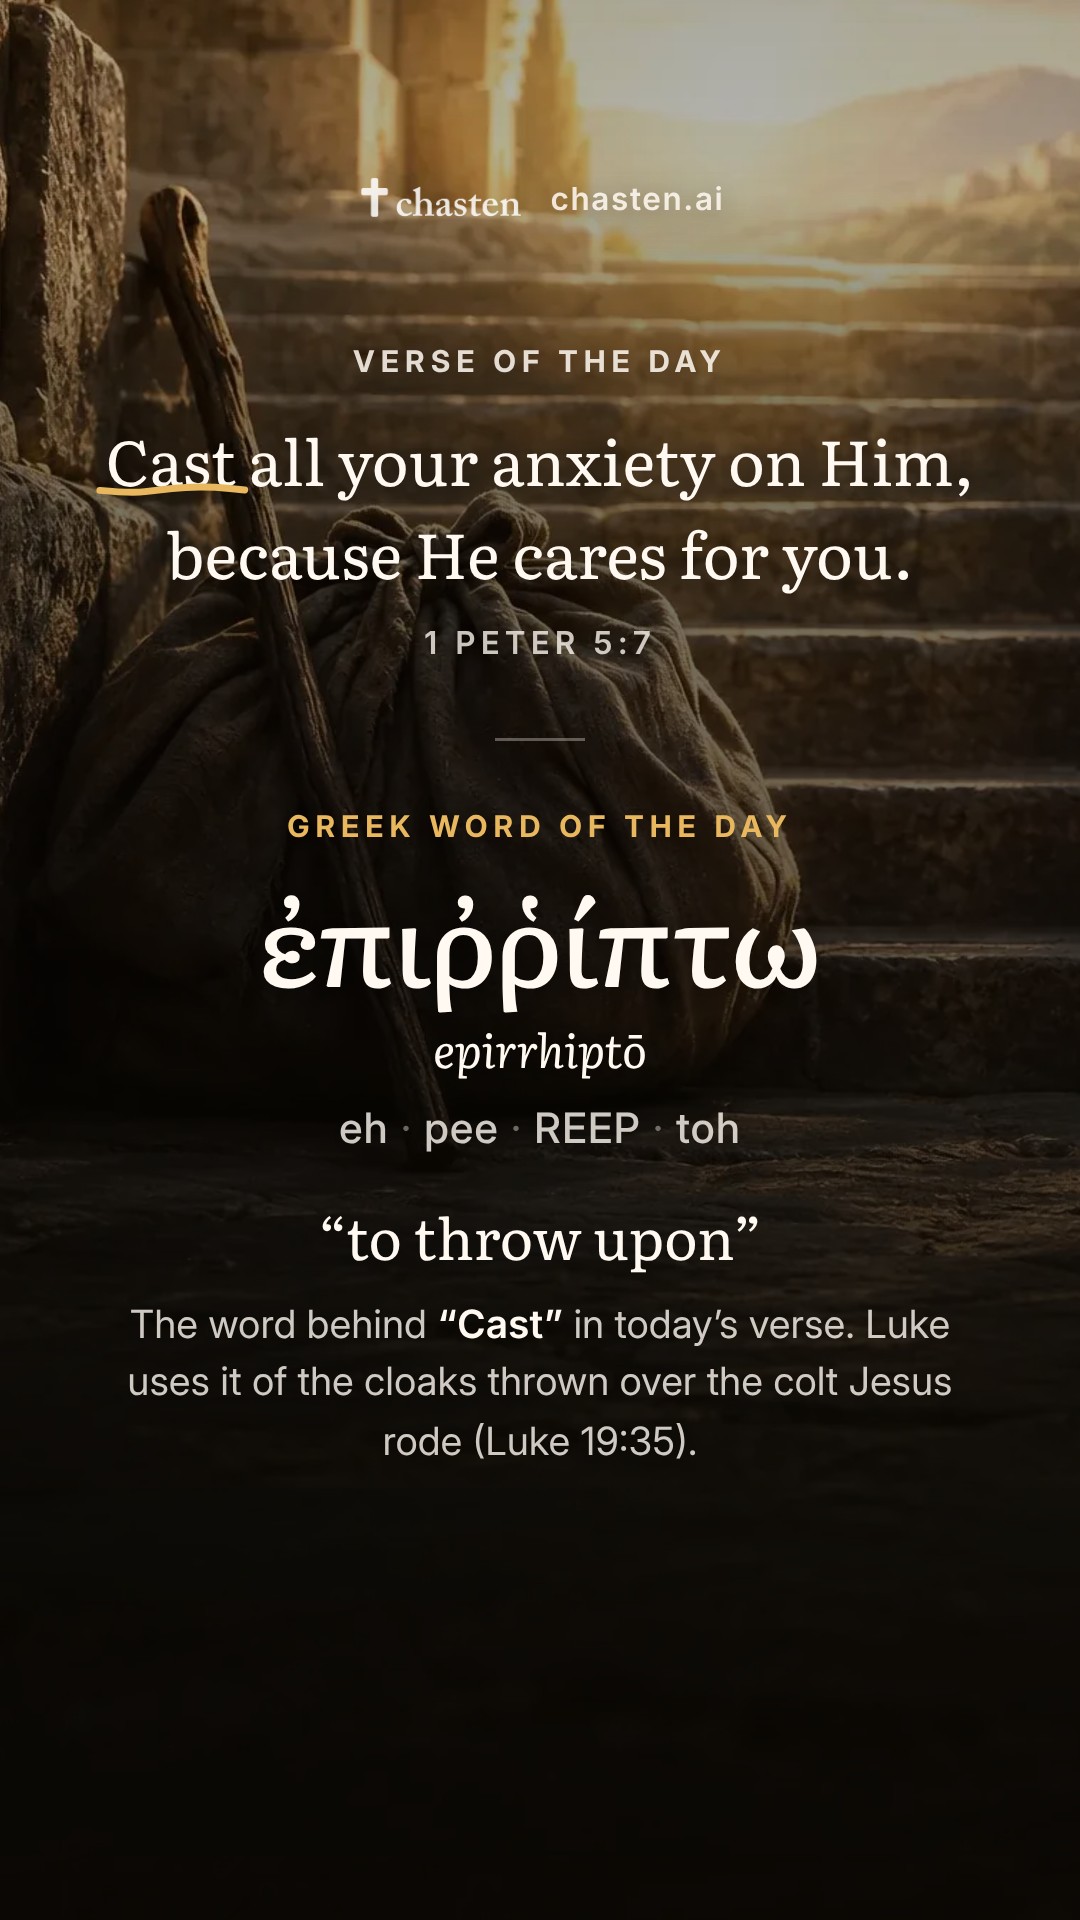 chasten chasten.ai
VERSE OF THE DAY
Cast all your anxiety on Him,
because He cares for you.
1 PETER 5:7
GREEK WORD OF THE DAY
ἐπιῤῥίπτω
epirrhiptō
eh · pee · REEP · toh
“to throw upon”
The word behind “Cast” in today’s verse. Luke
uses it of the cloaks thrown over the colt Jesus
rode (Luke 19:35).